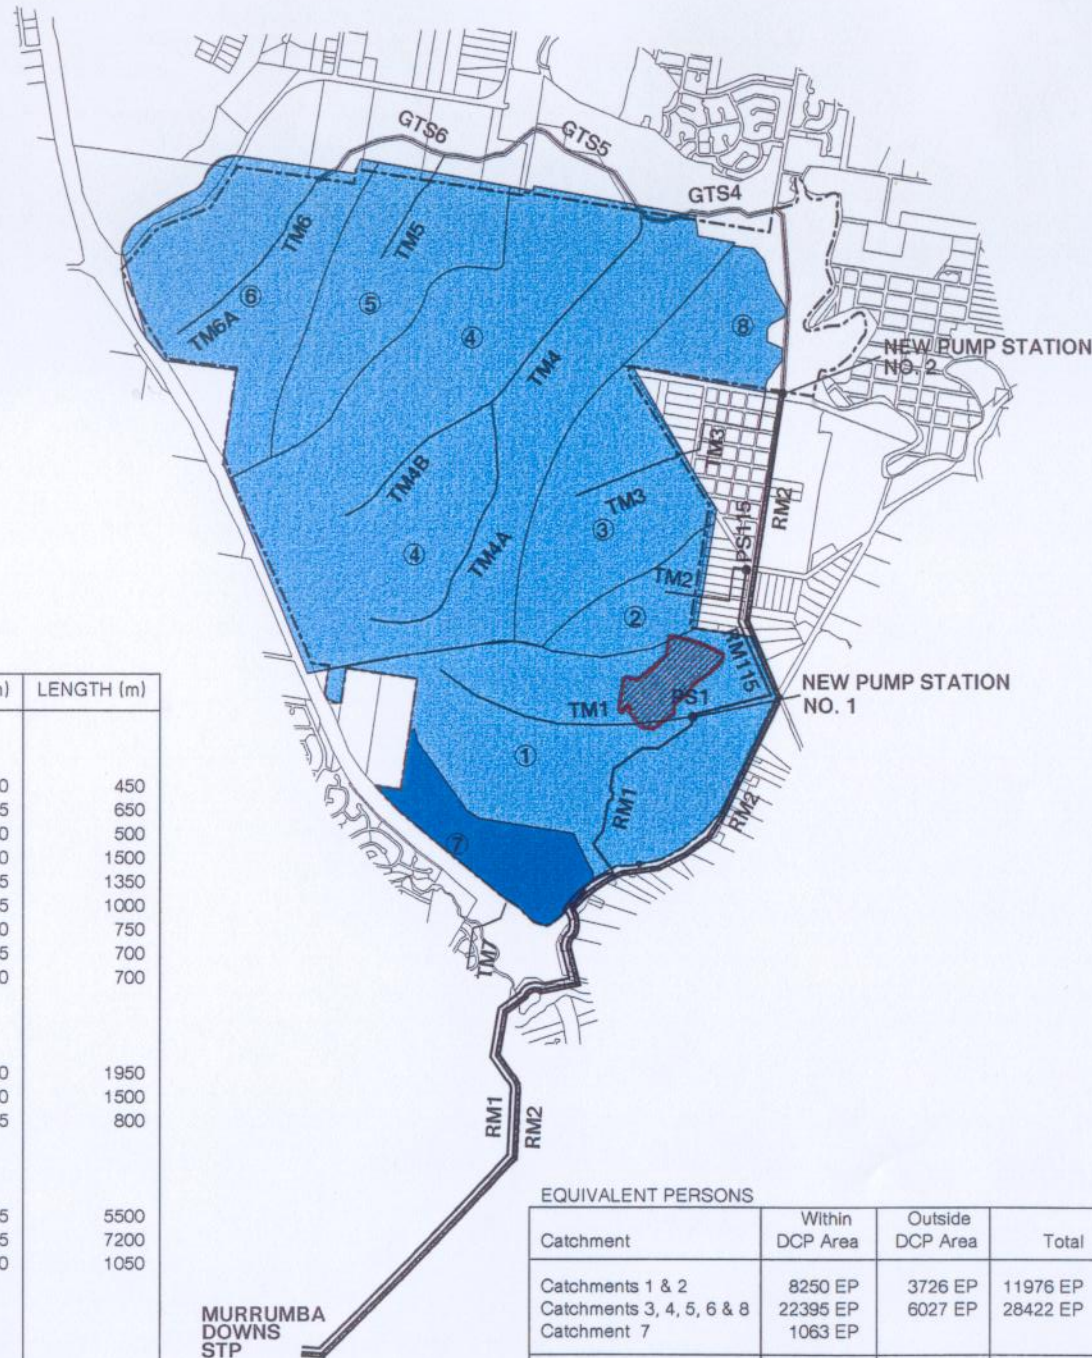 GTS6
GTS5
GTS4
TM6
TM5
TM6A
⑥
⑤
④
⑧
TM4
NEW PUMP STATION
NO. 2
TM3
TM4B
TM3
RM2
③
④
TM4A
PS115
TM2
②
RM115
NEW PUMP STATION
NO. 1
PS1
TM1
①
RM1
RM2
⑦
TM7
RM1
RM2
MURRUMBA
DOWNS
STP
LENGTH (m)
450
650
500
1500
1350
1000
750
700
700
1950
1500
800
5500
7200
1050
EQUIVALENT PERSONS
Catchment Within DCP Area Outside DCP Area Total
Catchments 1 & 2 8250 EP 3726 EP 11976 EP
Catchments 3, 4, 5, 6 & 8 22395 EP 6027 EP 28422 EP
Catchment 7 1063 EP